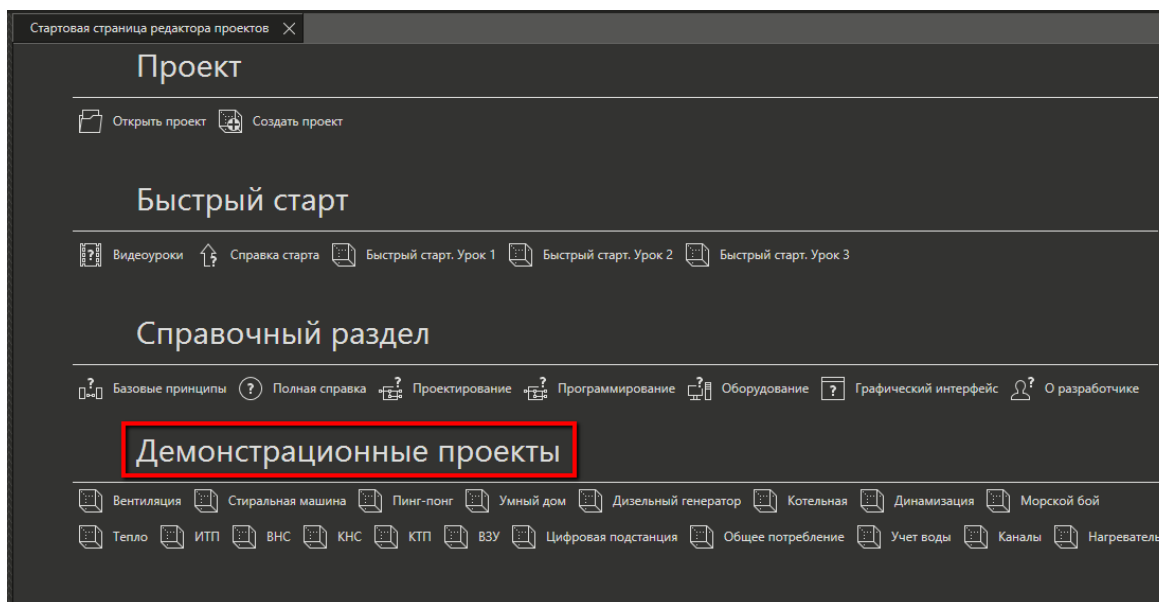 Стартовая страница редактора проектов
Проект
Открыть проект Создать проект
Быстрый старт
Видеоуроки Справка старта Быстрый старт. Урок 1 Быстрый старт. Урок 2 Быстрый старт. Урок 3
Справочный раздел
Базовые принципы Полная справка Проектирование Программирование Оборудование Графический интерфейс О разработчике
Демонстрационные проекты
Вентиляция Стиральная машина Пинг-понг Умный дом Дизельный генератор Котельная Динамизация Морской бой
Тепло ИТП ВНС КНС КТП ВЗУ Цифровая подстанция Общее потребление Учет воды Каналы Нагреватель